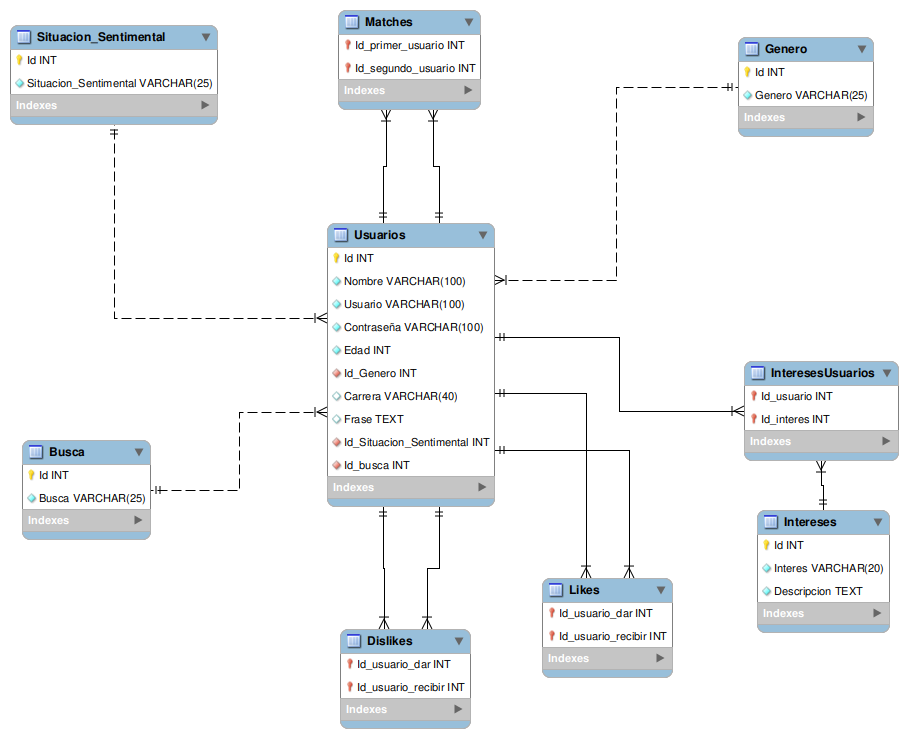 Situacion_Sentimental
Id INT
Situacion_Sentimental VARCHAR(25)
Indexes
Matches
Id_primer_usuario INT
Id_segundo_usuario INT
Indexes
Genero
Id INT
Genero VARCHAR(25)
Indexes
Usuarios
Id INT
Nombre VARCHAR(100)
Usuario VARCHAR(100)
Contraseña VARCHAR(100)
Edad INT
Id_Genero INT
Carrera VARCHAR(40)
Frase TEXT
Id_Situacion_Sentimental INT
Id_busca INT
Indexes
InteresesUsuarios
Id_usuario INT
Id_interes INT
Indexes
Busca
Id INT
Busca VARCHAR(25)
Indexes
Intereses
Id INT
Interes VARCHAR(20)
Descripcion TEXT
Indexes
Likes
Id_usuario_dar INT
Id_usuario_recibir INT
Indexes
Dislikes
Id_usuario_dar INT
Id_usuario_recibir INT
Indexes